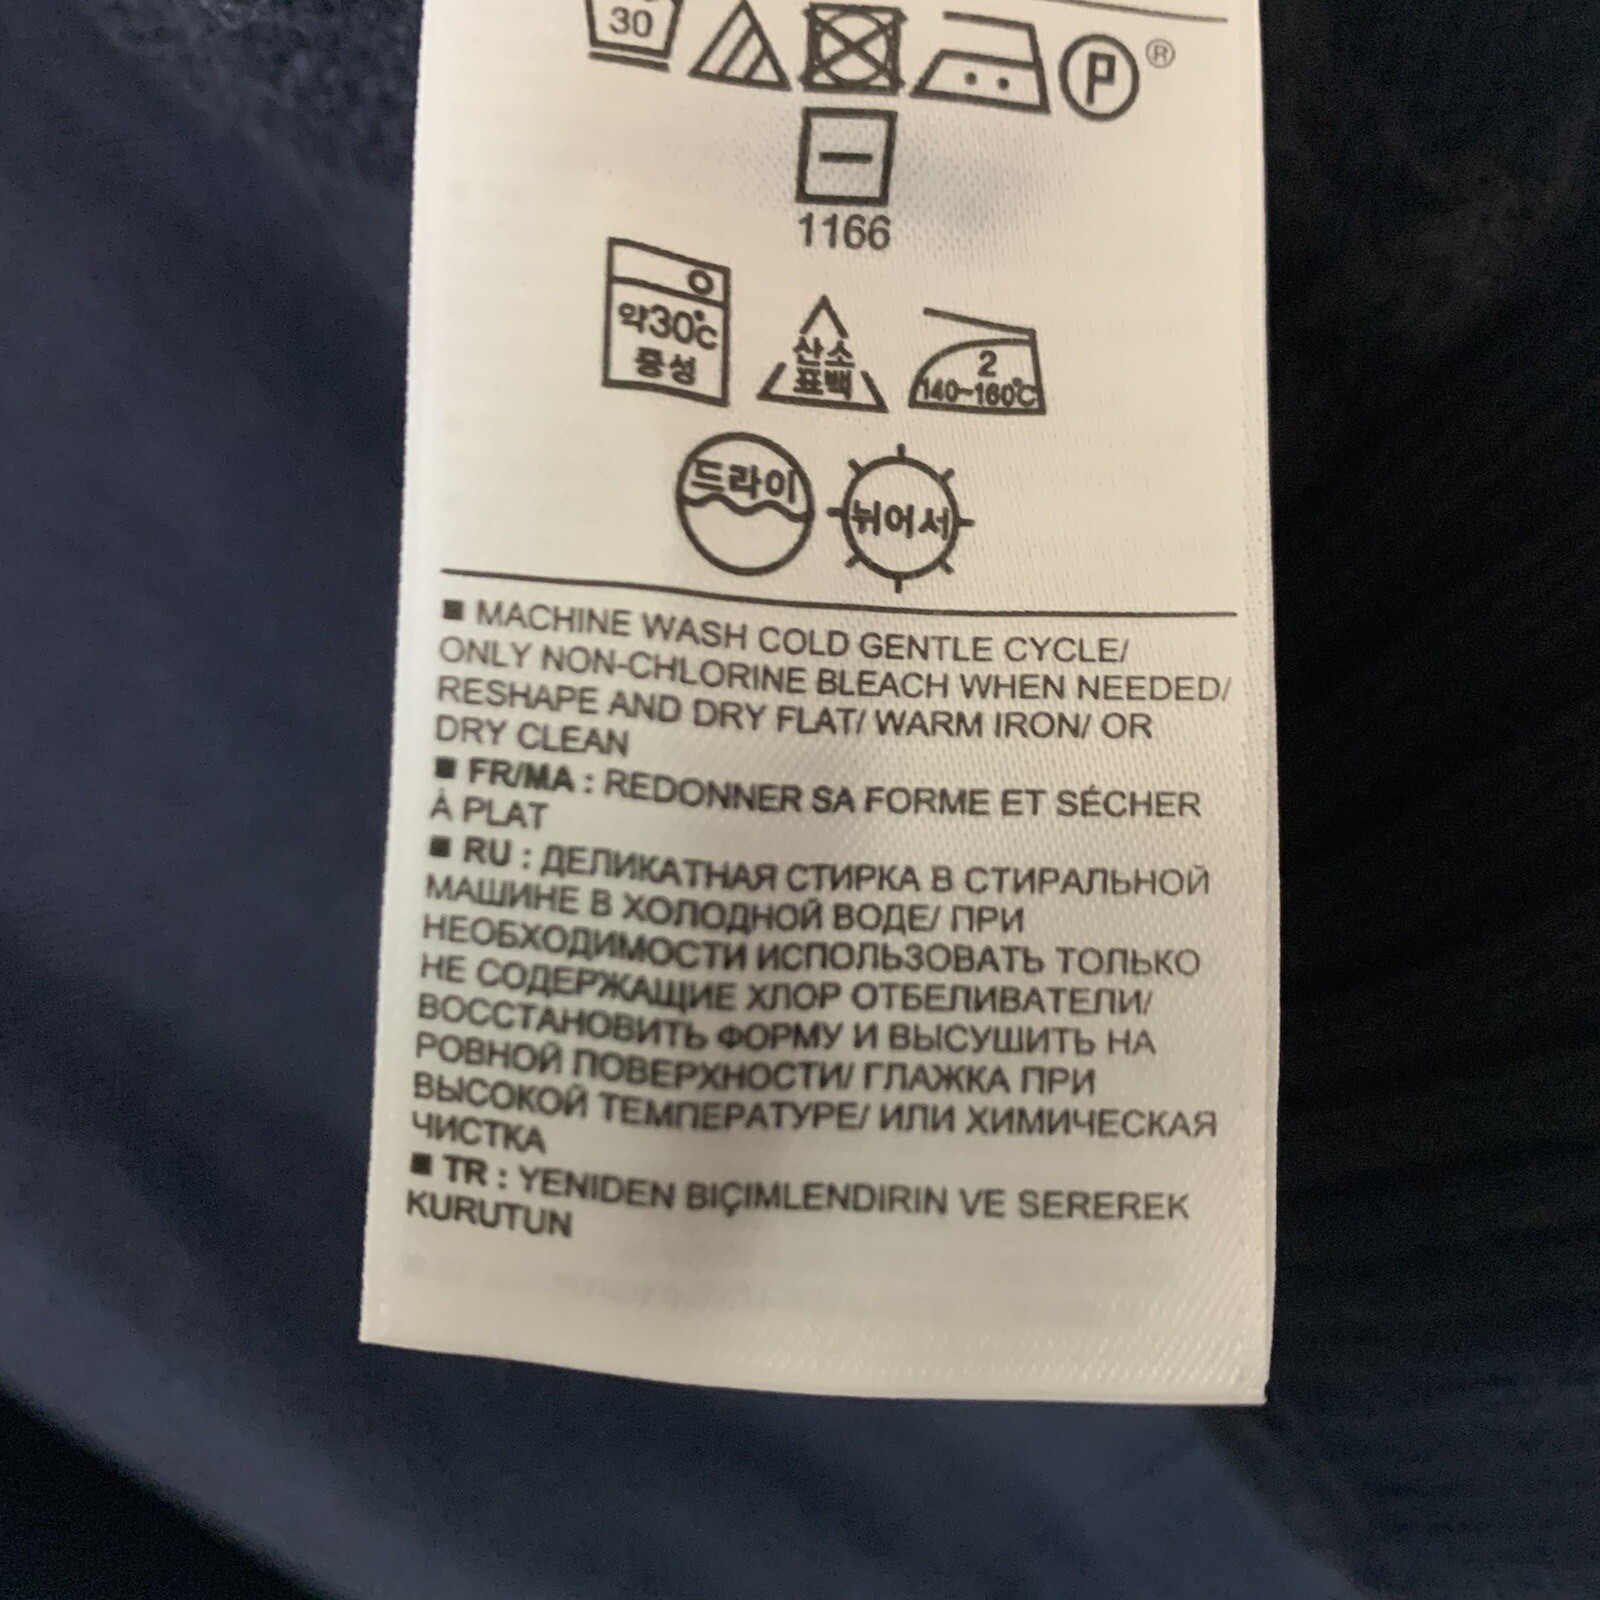 30
P ®
1166
약30℃
중성
산소
표백
2
140~160℃
드라이
뉘어서
■ MACHINE WASH COLD GENTLE CYCLE/
ONLY NON-CHLORINE BLEACH WHEN NEEDED/
RESHAPE AND DRY FLAT/ WARM IRON/ OR
DRY CLEAN
■ FR/MA : REDONNER SA FORME ET SÉCHER
À PLAT
■ RU : ДЕЛИКАТНАЯ СТИРКА В СТИРАЛЬНОЙ
МАШИНЕ В ХОЛОДНОЙ ВОДЕ/ ПРИ
НЕОБХОДИМОСТИ ИСПОЛЬЗОВАТЬ ТОЛЬКО
НЕ СОДЕРЖАЩИЕ ХЛОР ОТБЕЛИВАТЕЛИ/
ВОССТАНОВИТЬ ФОРМУ И ВЫСУШИТЬ НА
РОВНОЙ ПОВЕРХНОСТИ/ ГЛАЖКА ПРИ
ВЫСОКОЙ ТЕМПЕРАТУРЕ/ ИЛИ ХИМИЧЕСКАЯ
ЧИСТКА
■ TR : YENIDEN BIÇIMLENDIRIN VE SEREREK
KURUTUN